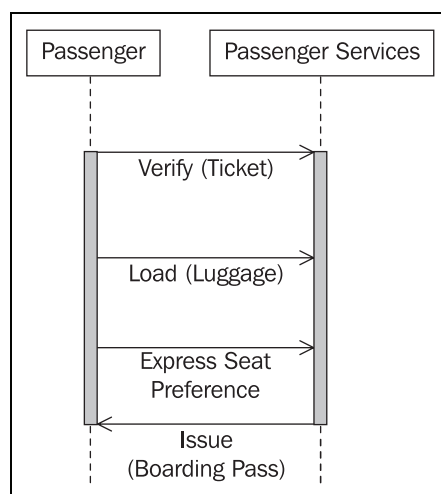 Passenger
Passenger Services
Verify (Ticket)
Load (Luggage)
Express Seat
Preference
Issue
(Boarding Pass)